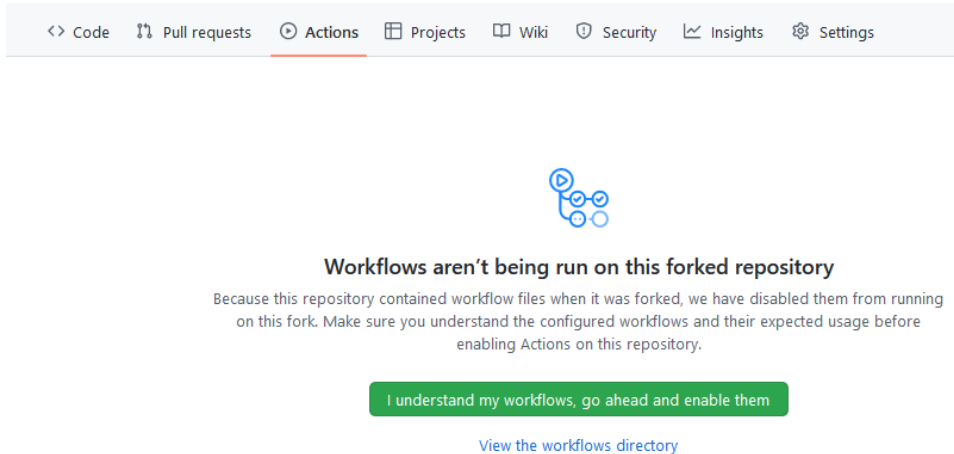 <> Code Pull requests Actions Projects Wiki Security Insights Settings
Workflows aren't being run on this forked repository
Because this repository contained workflow files when it was forked, we have disabled them from running
on this fork. Make sure you understand the configured workflows and their expected usage before
enabling Actions on this repository.
I understand my workflows, go ahead and enable them
View the workflows directory